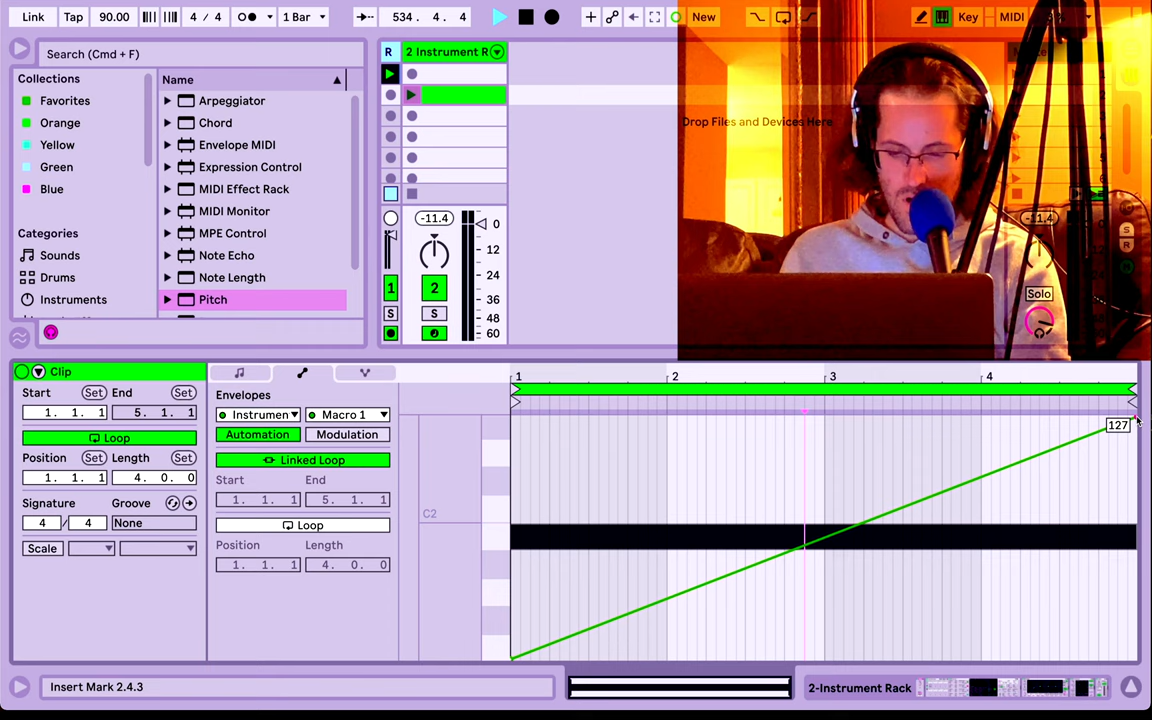 Link Tap 90.00 4 / 4 1 Bar 534. 4. 4 New Key MIDI
Search (Cmd + F)
Collections
Favorites
Orange
Yellow
Green
Blue
Categories
Sounds
Drums
Instruments
Name
Arpeggiator
Chord
Envelope MIDI
Expression Control
MIDI Effect Rack
MIDI Monitor
MPE Control
Note Echo
Note Length
Pitch
R 2 Instrument R
-11.4
0
12
24
36
48
60
1 2
S S
Drop Files and Devices Here
-11.4
S
R
Solo
Clip
Start Set End Set
1. 1. 1 5. 1. 1
Loop
Position Set Length Set
1. 1. 1 4. 0. 0
Signature Groove
4 / 4 None
Scale
Envelopes
Instrumen Macro 1
Automation Modulation
Linked Loop
Start End
1. 1. 1 5. 1. 1
Loop
Position Length
1. 1. 1 4. 0. 0
1 2 3 4
127
C2
Insert Mark 2.4.3
2-Instrument Rack